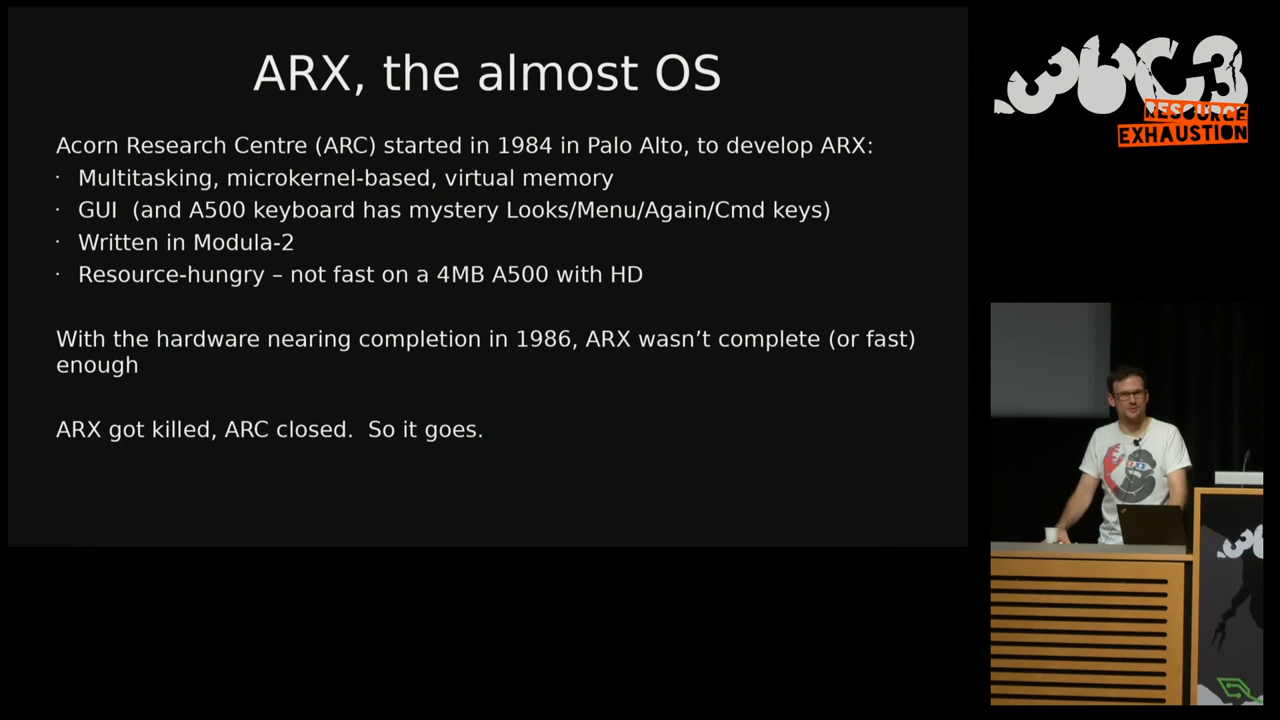 ARX, the almost OS
Acorn Research Centre (ARC) started in 1984 in Palo Alto, to develop ARX:
· Multitasking, microkernel-based, virtual memory
· GUI  (and A500 keyboard has mystery Looks/Menu/Again/Cmd keys)
· Written in Modula-2
· Resource-hungry – not fast on a 4MB A500 with HD
With the hardware nearing completion in 1986, ARX wasn’t complete (or fast)
enough
ARX got killed, ARC closed.  So it goes.
36C3
RESOURCE
EXHAUSTION